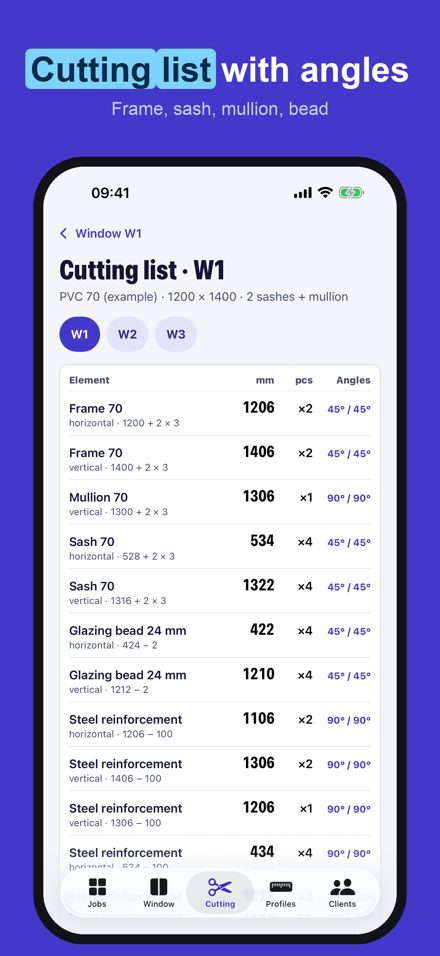 Cutting list with angles
Frame, sash, mullion, bead
09:41
Window W1
Cutting list · W1
PVC 70 (example) · 1200 × 1400 · 2 sashes + mullion
W1 W2 W3
Element mm pcs Angles
Frame 70 1206 ×2 45° / 45°
horizontal · 1200 + 2 × 3
Frame 70 1406 ×2 45° / 45°
vertical · 1400 + 2 × 3
Mullion 70 1306 ×1 90° / 90°
vertical · 1300 + 2 × 3
Sash 70 534 ×4 45° / 45°
horizontal · 528 + 2 × 3
Sash 70 1322 ×4 45° / 45°
vertical · 1316 + 2 × 3
Glazing bead 24 mm 422 ×4 45° / 45°
horizontal · 424 − 2
Glazing bead 24 mm 1210 ×4 45° / 45°
vertical · 1212 − 2
Steel reinforcement 1106 ×2 90° / 90°
horizontal · 1206 − 100
Steel reinforcement 1306 ×2 90° / 90°
vertical · 1406 − 100
Steel reinforcement 1206 ×1 90° / 90°
vertical · 1306 − 100
Steel reinforcement 434 ×4 90° / 90°
horizontal · 534 − 100
Jobs Window Cutting Profiles Clients